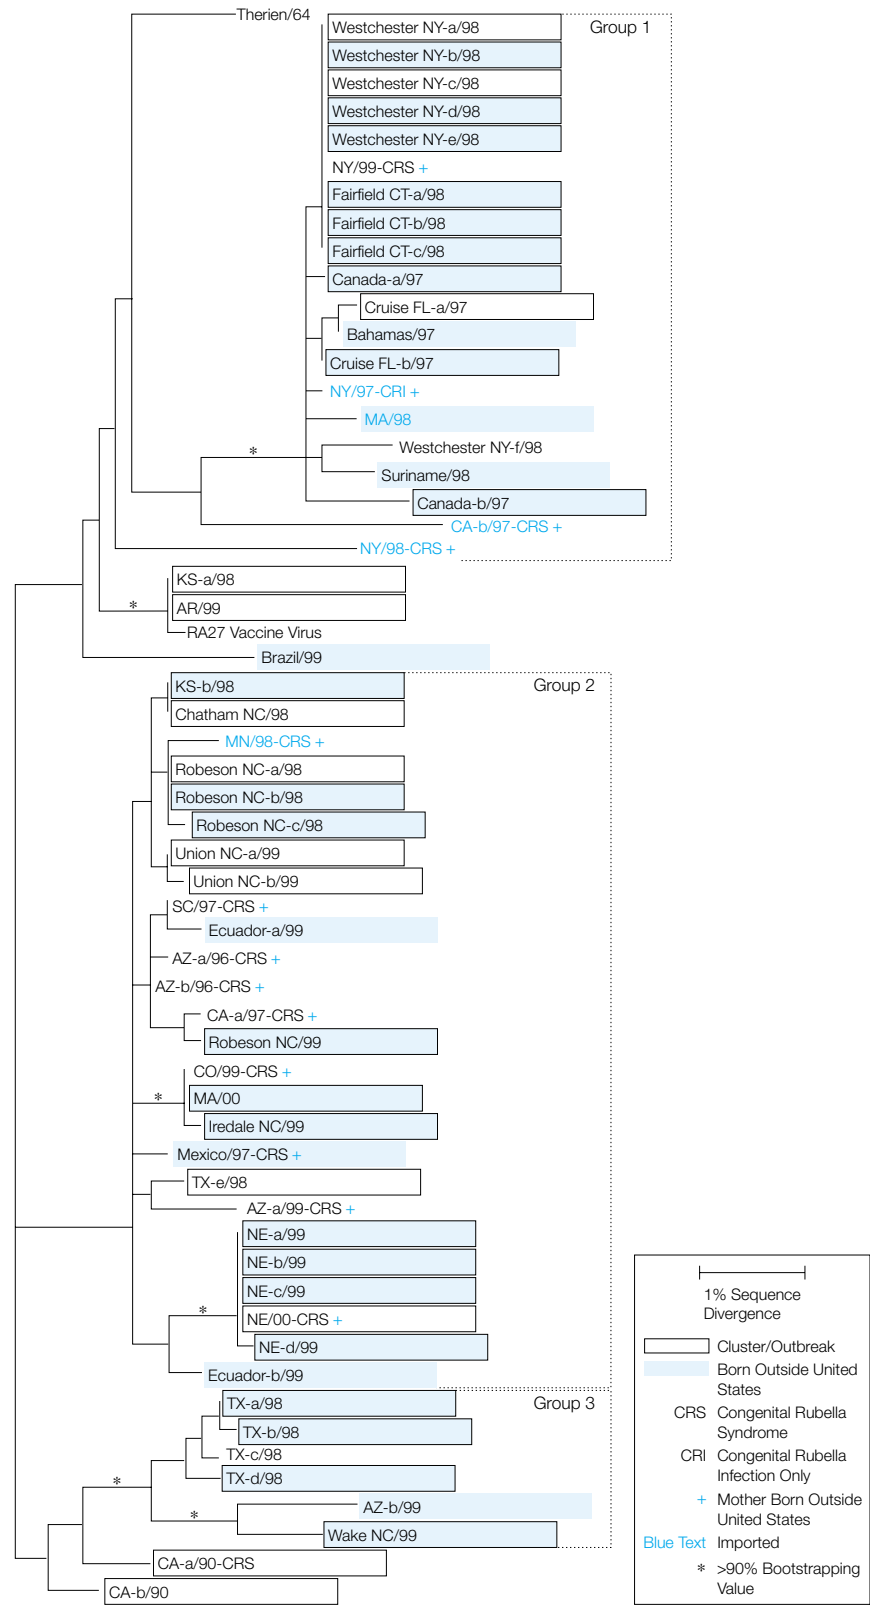 Therien/64
Group 1
Westchester NY-a/98
Westchester NY-b/98
Westchester NY-c/98
Westchester NY-d/98
Westchester NY-e/98
NY/99-CRS +
Fairfield CT-a/98
Fairfield CT-b/98
Fairfield CT-c/98
Canada-a/97
Cruise FL-a/97
Bahamas/97
Cruise FL-b/97
NY/97-CRI +
MA/98
*
Westchester NY-f/98
Suriname/98
Canada-b/97
CA-b/97-CRS +
NY/98-CRS +
KS-a/98
*
AR/99
RA27 Vaccine Virus
Brazil/99
Group 2
KS-b/98
Chatham NC/98
MN/98-CRS +
Robeson NC-a/98
Robeson NC-b/98
Robeson NC-c/98
Union NC-a/99
Union NC-b/99
SC/97-CRS +
Ecuador-a/99
AZ-a/96-CRS +
AZ-b/96-CRS +
CA-a/97-CRS +
Robeson NC/99
CO/99-CRS +
*
MA/00
Iredale NC/99
Mexico/97-CRS +
TX-e/98
AZ-a/99-CRS +
NE-a/99
NE-b/99
NE-c/99
*
NE/00-CRS +
NE-d/99
Ecuador-b/99
Group 3
TX-a/98
TX-b/98
TX-c/98
*
TX-d/98
AZ-b/99
*
Wake NC/99
CA-a/90-CRS
CA-b/90
1% Sequence
Divergence
Cluster/Outbreak
Born Outside United
States
CRS Congenital Rubella
Syndrome
CRI Congenital Rubella
Infection Only
+ Mother Born Outside
United States
Blue Text Imported
* >90% Bootstrapping
Value